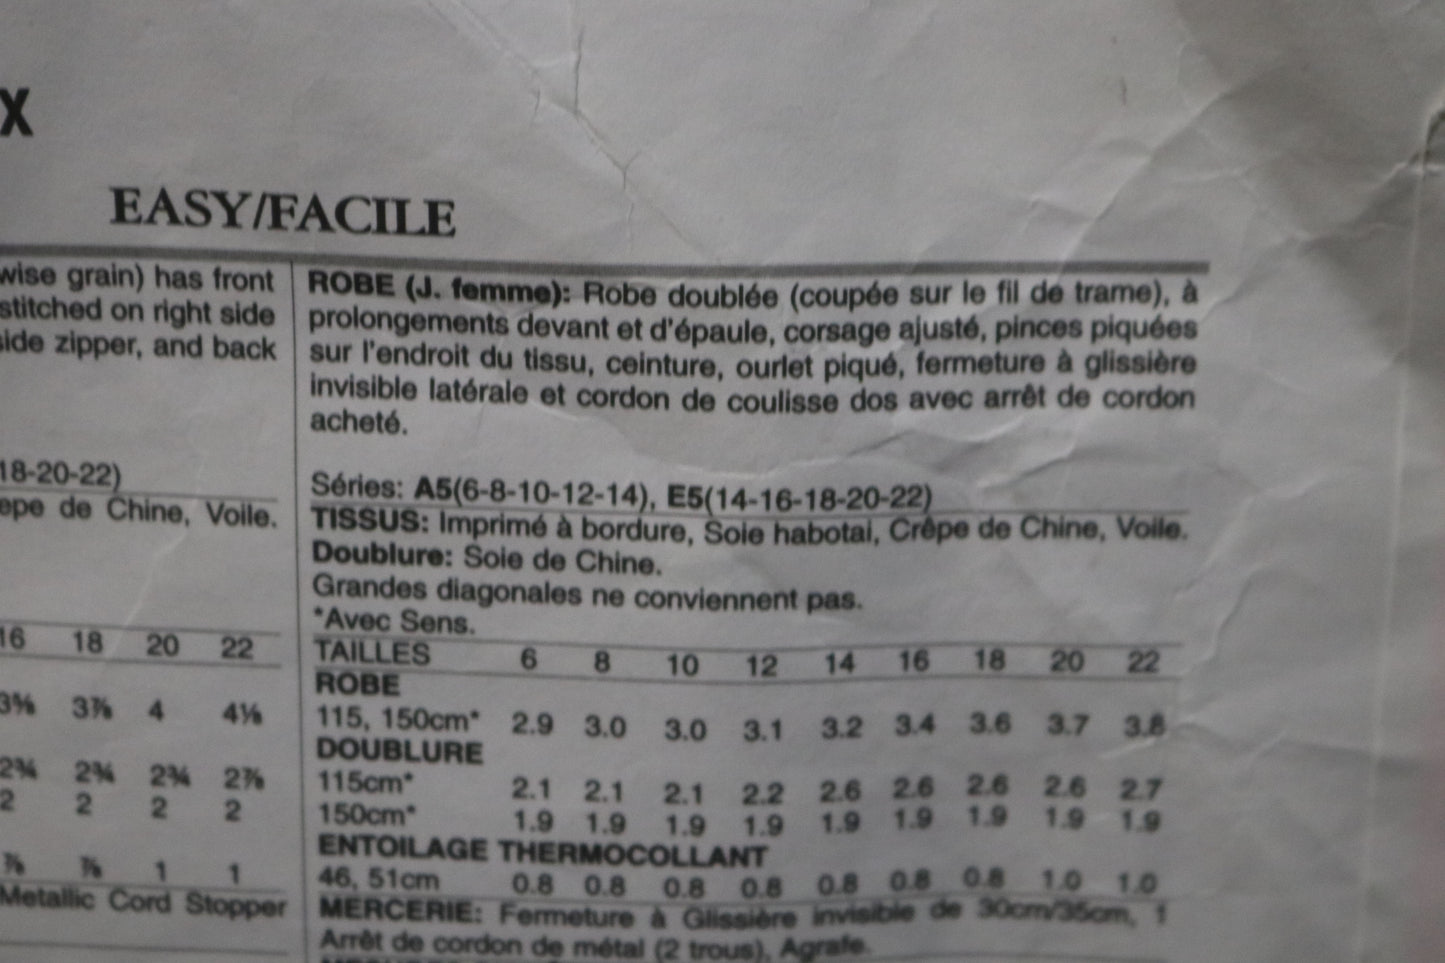 X
EASY/FACILE
wise grain) has front
stitched on right side
side zipper, and back
18-20-22)
epe de Chine, Voile.
16 18 20 22
3⅝ 3⅞ 4 4⅛
2¾ 2¾ 2¾ 2⅞
2 2 2 2
⅞ ⅞ 1 1
Metallic Cord Stopper
ROBE (J. femme): Robe doublée (coupée sur le fil de trame), à
prolongements devant et d'épaule, corsage ajusté, pinces piquées
sur l'endroit du tissu, ceinture, ourlet piqué, fermeture à glissière
invisible latérale et cordon de coulisse dos avec arrêt de cordon
acheté.
Séries: A5(6-8-10-12-14), E5(14-16-18-20-22)
TISSUS: Imprimé à bordure, Soie habotai, Crêpe de Chine, Voile.
Doublure: Soie de Chine.
Grandes diagonales ne conviennent pas.
*Avec Sens.
TAILLES 6 8 10 12 14 16 18 20 22
ROBE
115, 150cm* 2.9 3.0 3.0 3.1 3.2 3.4 3.6 3.7 3.8
DOUBLURE
115cm* 2.1 2.1 2.1 2.2 2.6 2.6 2.6 2.6 2.7
150cm* 1.9 1.9 1.9 1.9 1.9 1.9 1.9 1.9 1.9
ENTOILAGE THERMOCOLLANT
46, 51cm 0.8 0.8 0.8 0.8 0.8 0.8 0.8 1.0 1.0
MERCERIE: Fermeture à Glissière invisible de 30cm/35cm, 1
Arrêt de cordon de métal (2 trous), Agrafe.